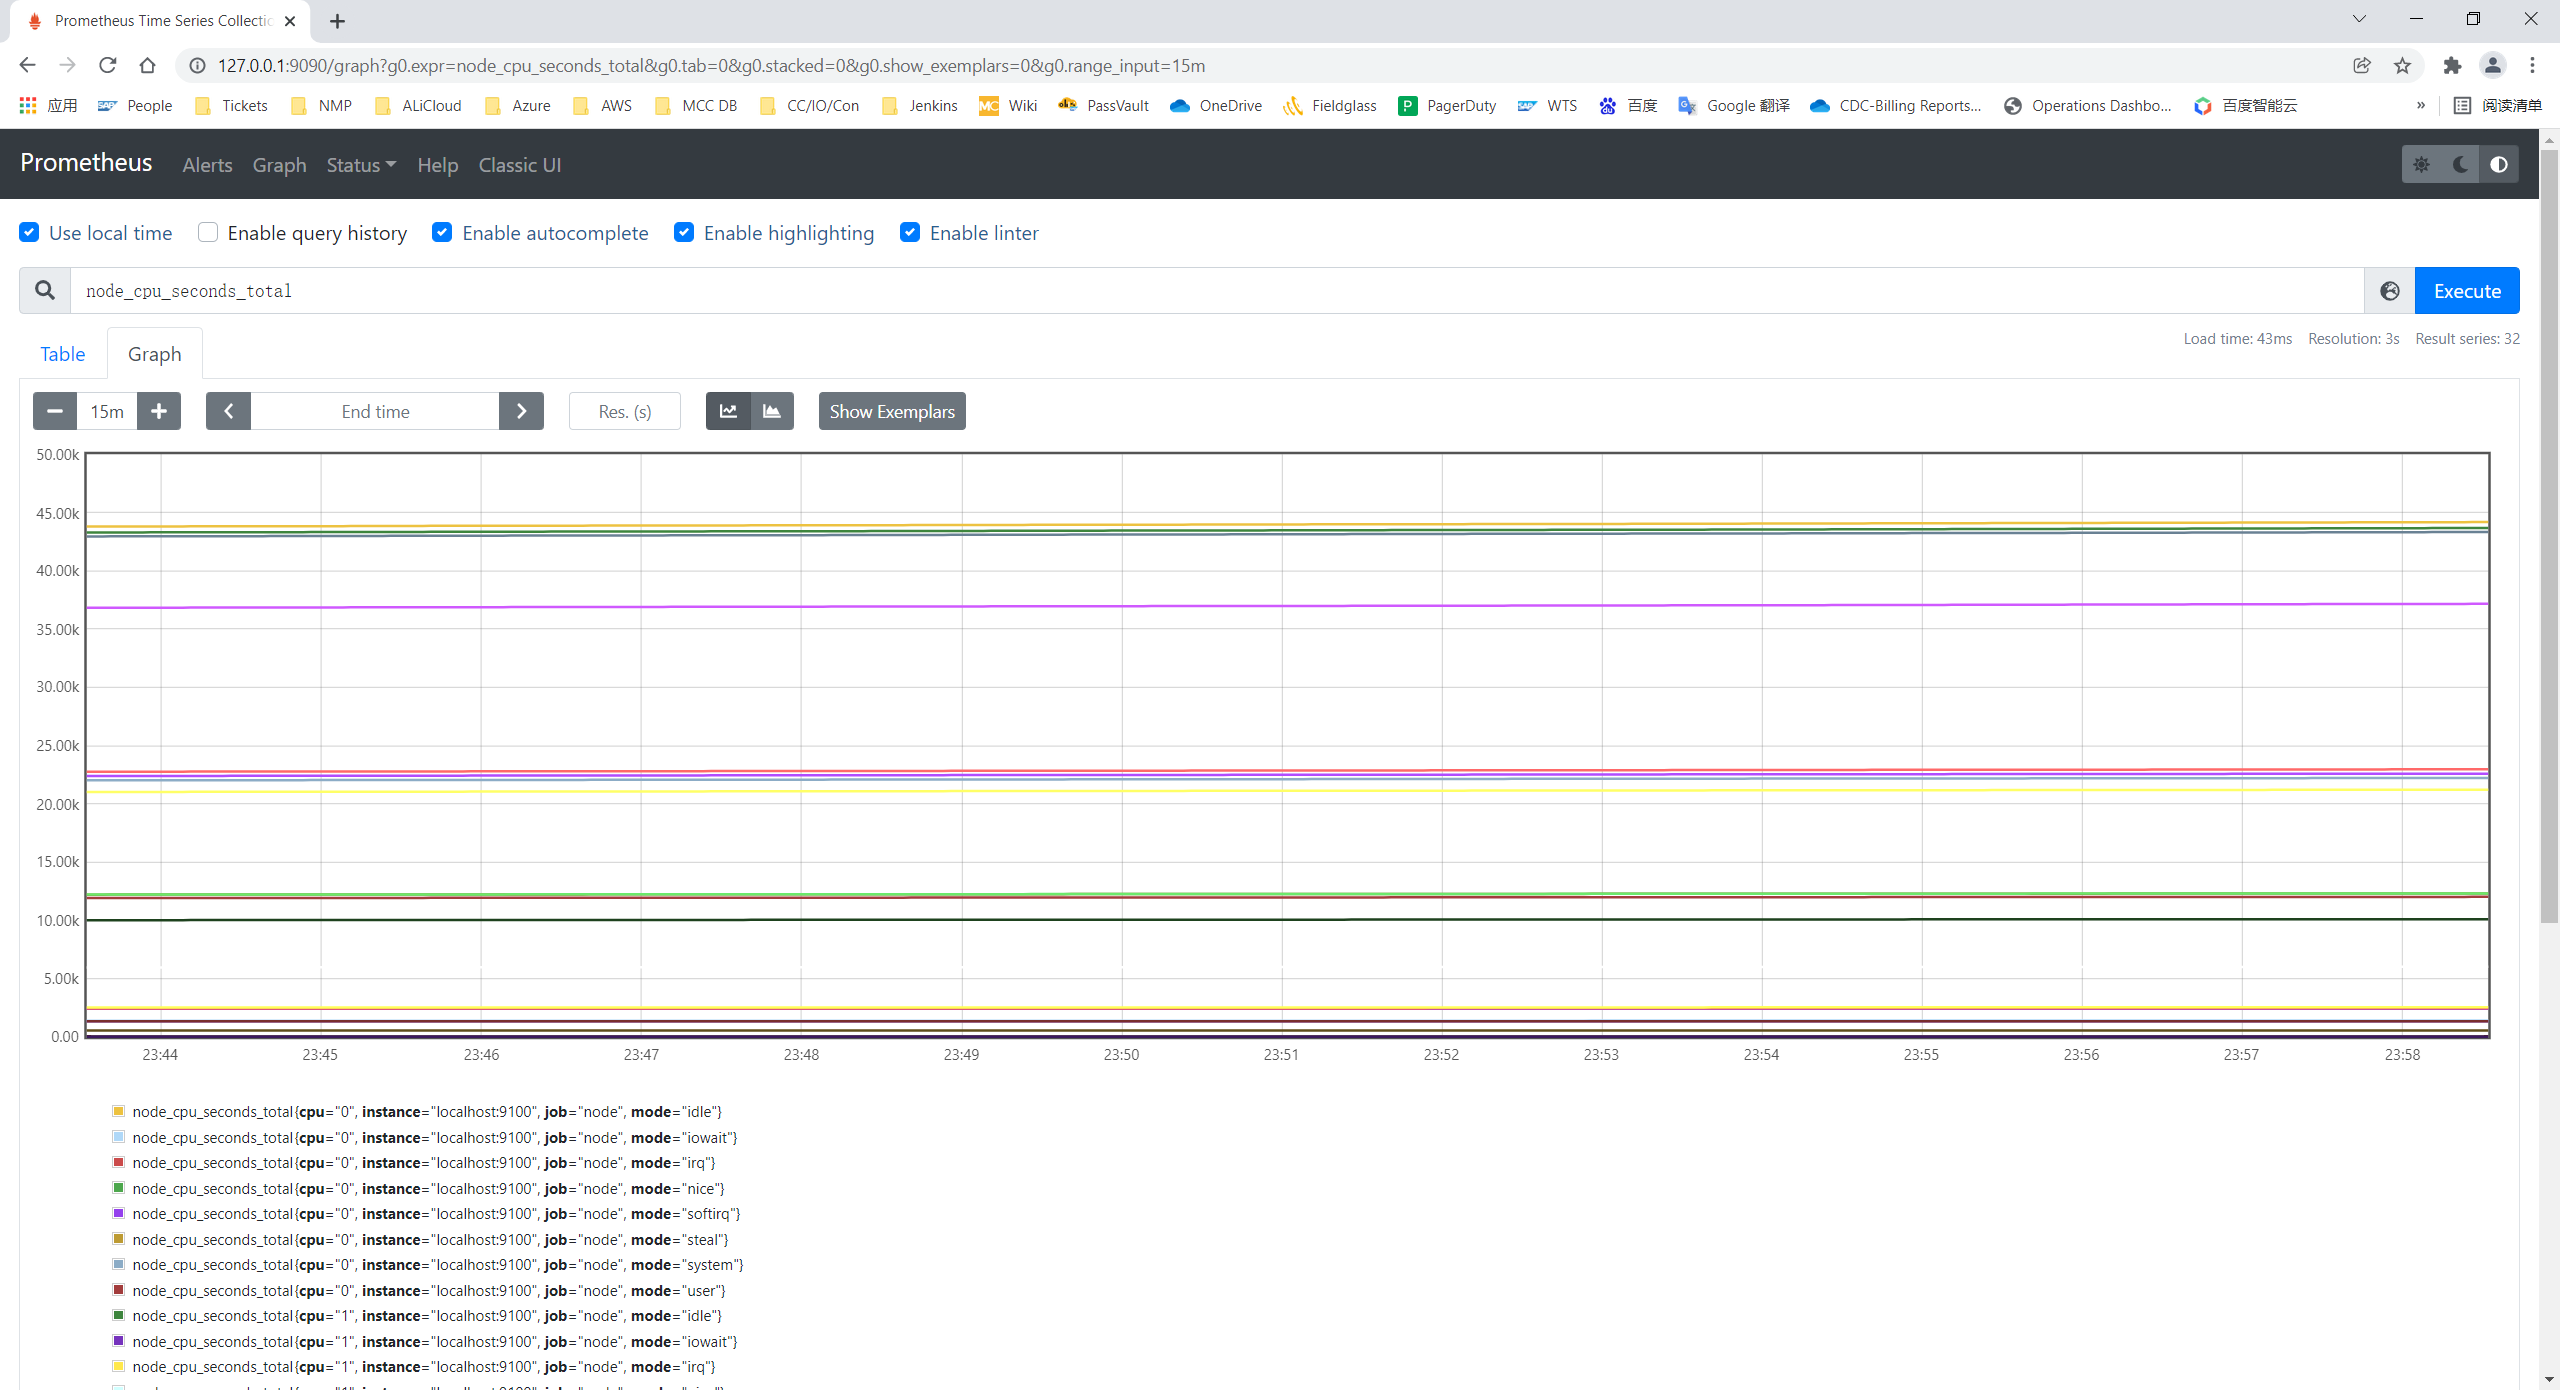 Prometheus Time Series Collectio
127.0.0.1:9090/graph?g0.expr=node_cpu_seconds_total&g0.tab=0&g0.stacked=0&g0.show_exemplars=0&g0.range_input=15m
应用 People Tickets NMP ALiCloud Azure AWS MCC DB CC/IO/Con Jenkins Wiki PassVault OneDrive Fieldglass PagerDuty WTS 百度 Google 翻译 CDC-Billing Reports... Operations Dashbo... 百度智能云 » 阅读清单
Prometheus Alerts Graph Status Help Classic UI
Use local time Enable query history Enable autocomplete Enable highlighting Enable linter
node_cpu_seconds_total Execute
Table Graph Load time: 43ms Resolution: 3s Result series: 32
15m End time Res. (s) Show Exemplars
50.00k
45.00k
40.00k
35.00k
30.00k
25.00k
20.00k
15.00k
10.00k
5.00k
0.00
23:44 23:45 23:46 23:47 23:48 23:49 23:50 23:51 23:52 23:53 23:54 23:55 23:56 23:57 23:58
node_cpu_seconds_total{cpu="0", instance="localhost:9100", job="node", mode="idle"}
node_cpu_seconds_total{cpu="0", instance="localhost:9100", job="node", mode="iowait"}
node_cpu_seconds_total{cpu="0", instance="localhost:9100", job="node", mode="irq"}
node_cpu_seconds_total{cpu="0", instance="localhost:9100", job="node", mode="nice"}
node_cpu_seconds_total{cpu="0", instance="localhost:9100", job="node", mode="softirq"}
node_cpu_seconds_total{cpu="0", instance="localhost:9100", job="node", mode="steal"}
node_cpu_seconds_total{cpu="0", instance="localhost:9100", job="node", mode="system"}
node_cpu_seconds_total{cpu="0", instance="localhost:9100", job="node", mode="user"}
node_cpu_seconds_total{cpu="1", instance="localhost:9100", job="node", mode="idle"}
node_cpu_seconds_total{cpu="1", instance="localhost:9100", job="node", mode="iowait"}
node_cpu_seconds_total{cpu="1", instance="localhost:9100", job="node", mode="irq"}